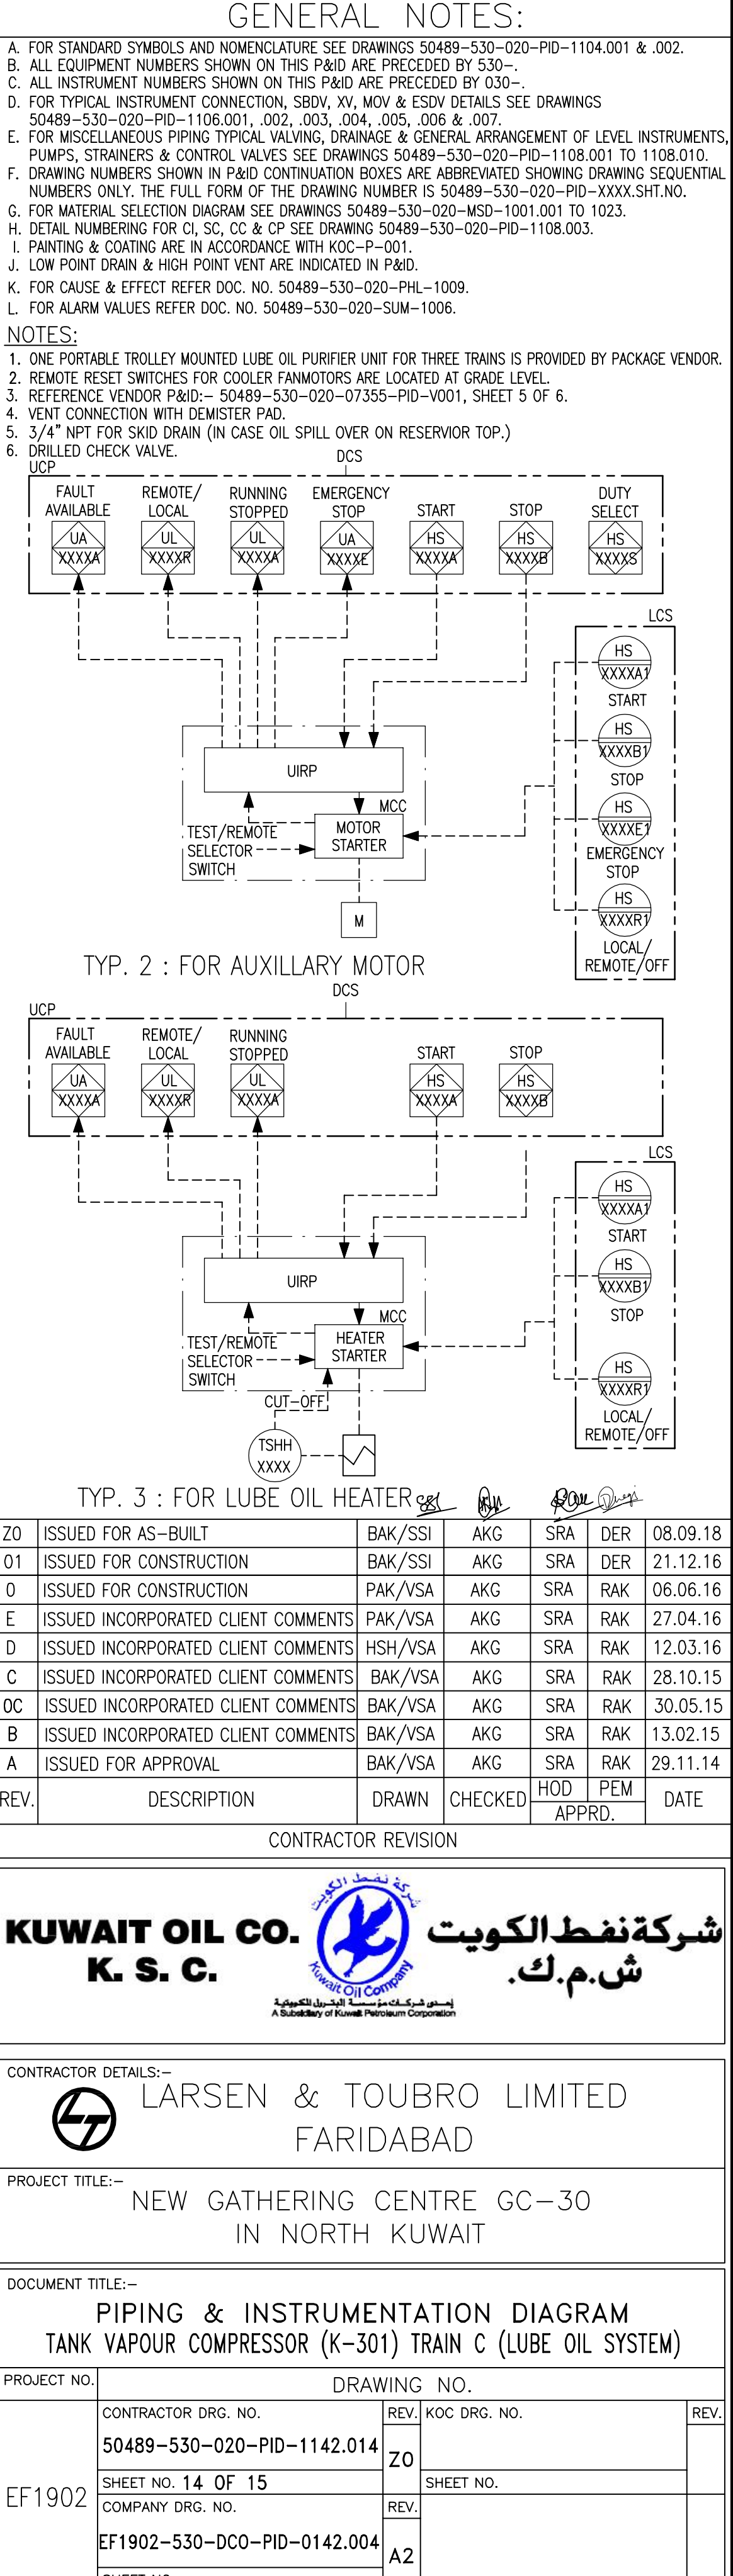 GENERAL NOTES:
A. FOR STANDARD SYMBOLS AND NOMENCLATURE SEE DRAWINGS 50489-530-020-PID-1104.001 & .002.
B. ALL EQUIPMENT NUMBERS SHOWN ON THIS P&ID ARE PRECEDED BY 530-.
C. ALL INSTRUMENT NUMBERS SHOWN ON THIS P&ID ARE PRECEDED BY 030-.
D. FOR TYPICAL INSTRUMENT CONNECTION, SBDV, XV, MOV & ESDV DETAILS SEE DRAWINGS
50489-530-020-PID-1106.001, .002, .003, .004, .005, .006 & .007.
E. FOR MISCELLANEOUS PIPING TYPICAL VALVING, DRAINAGE & GENERAL ARRANGEMENT OF LEVEL INSTRUMENTS,
PUMPS, STRAINERS & CONTROL VALVES SEE DRAWINGS 50489-530-020-PID-1108.001 TO 1108.010.
F. DRAWING NUMBERS SHOWN IN P&ID CONTINUATION BOXES ARE ABBREVIATED SHOWING DRAWING SEQUENTIAL
NUMBERS ONLY. THE FULL FORM OF THE DRAWING NUMBER IS 50489-530-020-PID-XXXX.SHT.NO.
G. FOR MATERIAL SELECTION DIAGRAM SEE DRAWINGS 50489-530-020-MSD-1001.001 TO 1023.
H. DETAIL NUMBERING FOR CI, SC, CC & CP SEE DRAWING 50489-530-020-PID-1108.003.
I. PAINTING & COATING ARE IN ACCORDANCE WITH KOC-P-001.
J. LOW POINT DRAIN & HIGH POINT VENT ARE INDICATED IN P&ID.
K. FOR CAUSE & EFFECT REFER DOC. NO. 50489-530-020-PHL-1009.
L. FOR ALARM VALUES REFER DOC. NO. 50489-530-020-SUM-1006.
NOTES:
1. ONE PORTABLE TROLLEY MOUNTED LUBE OIL PURIFIER UNIT FOR THREE TRAINS IS PROVIDED BY PACKAGE VENDOR.
2. REMOTE RESET SWITCHES FOR COOLER FANMOTORS ARE LOCATED AT GRADE LEVEL.
3. REFERENCE VENDOR P&ID:- 50489-530-020-07355-PID-V001, SHEET 5 OF 6.
4. VENT CONNECTION WITH DEMISTER PAD.
5. 3/4" NPT FOR SKID DRAIN (IN CASE OIL SPILL OVER ON RESERVIOR TOP.)
6. DRILLED CHECK VALVE.
UCP DCS
FAULT REMOTE/ RUNNING EMERGENCY START STOP DUTY
AVAILABLE LOCAL STOPPED STOP SELECT
UA UL UL UA HS HS HS
XXXXA XXXXR XXXXA XXXXE XXXXA XXXXB XXXXS
LCS
HS
XXXXA1
START
HS
XXXXB1
STOP
HS
XXXXE1
EMERGENCY
STOP
HS
XXXXR1
LOCAL/
REMOTE/OFF
UIRP
MCC
MOTOR
STARTER
TEST/REMOTE
SELECTOR
SWITCH
M
TYP. 2 : FOR AUXILLARY MOTOR
DCS
UCP
FAULT REMOTE/ RUNNING START STOP
AVAILABLE LOCAL STOPPED
UA UL UL HS HS
XXXXA XXXXR XXXXA XXXXA XXXXB
LCS
HS
XXXXA1
START
HS
XXXXB1
STOP
HS
XXXXR1
LOCAL/
REMOTE/OFF
UIRP
MCC
HEATER
STARTER
TEST/REMOTE
SELECTOR
SWITCH
CUT-OFF
TSHH
XXXX
TYP. 3 : FOR LUBE OIL HEATER
Z0 ISSUED FOR AS-BUILT BAK/SSI AKG SRA DER 08.09.18
01 ISSUED FOR CONSTRUCTION BAK/SSI AKG SRA DER 21.12.16
0 ISSUED FOR CONSTRUCTION PAK/VSA AKG SRA RAK 06.06.16
E ISSUED INCORPORATED CLIENT COMMENTS PAK/VSA AKG SRA RAK 27.04.16
D ISSUED INCORPORATED CLIENT COMMENTS HSH/VSA AKG SRA RAK 12.03.16
C ISSUED INCORPORATED CLIENT COMMENTS BAK/VSA AKG SRA RAK 28.10.15
0C ISSUED INCORPORATED CLIENT COMMENTS BAK/VSA AKG SRA RAK 30.05.15
B ISSUED INCORPORATED CLIENT COMMENTS BAK/VSA AKG SRA RAK 13.02.15
A ISSUED FOR APPROVAL BAK/VSA AKG SRA RAK 29.11.14
REV. DESCRIPTION DRAWN CHECKED HOD PEM DATE
APPRD.
CONTRACTOR REVISION
KUWAIT OIL CO.
K. S. C.
شركة نفط الكويت
Kuwait Oil Company
إحدى شركات مؤسسة البترول الكويتية
A Subsidiary of Kuwait Petroleum Corporation
شركة نفط الكويت
ش.م.ك.
CONTRACTOR DETAILS:-
LARSEN & TOUBRO LIMITED
FARIDABAD
PROJECT TITLE:-
NEW GATHERING CENTRE GC-30
IN NORTH KUWAIT
DOCUMENT TITLE:-
PIPING & INSTRUMENTATION DIAGRAM
TANK VAPOUR COMPRESSOR (K-301) TRAIN C (LUBE OIL SYSTEM)
PROJECT NO. DRAWING NO.
CONTRACTOR DRG. NO. REV. KOC DRG. NO. REV.
50489-530-020-PID-1142.014 Z0
SHEET NO. 14 OF 15 SHEET NO.
EF1902
COMPANY DRG. NO. REV.
EF1902-530-DCO-PID-0142.004 A2